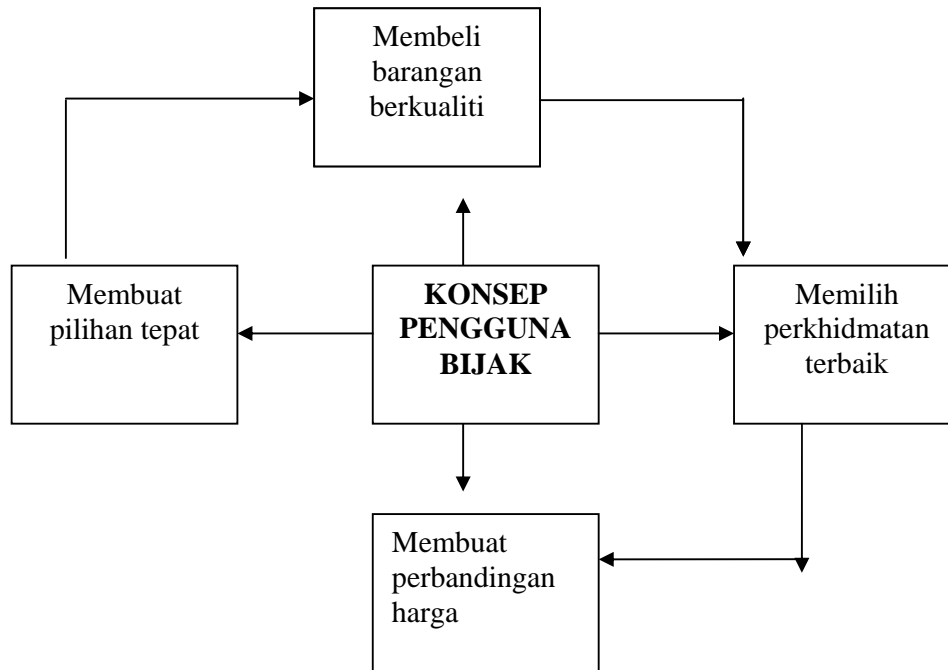 Membeli
barangan
berkualiti
Membuat
pilihan tepat
KONSEP
PENGGUNA
BIJAK
Memilih
perkhidmatan
terbaik
Membuat
perbandingan
harga